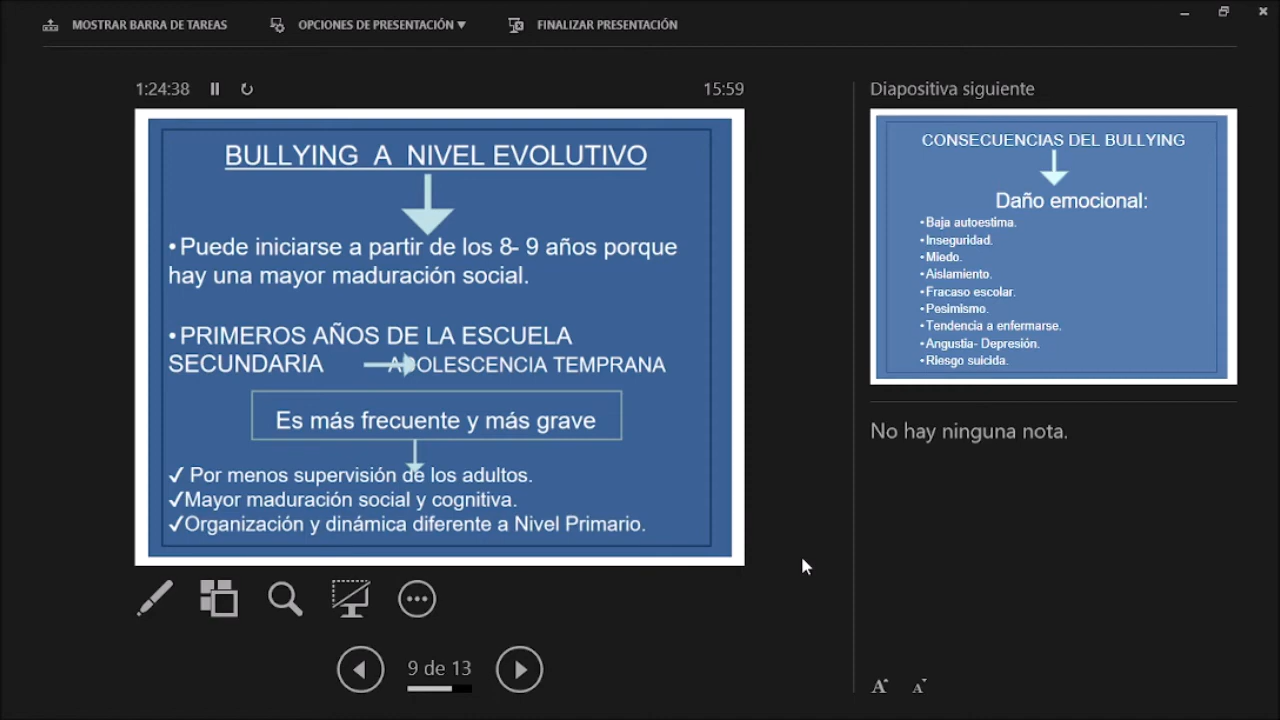 MOSTRAR BARRA DE TAREAS
OPCIONES DE PRESENTACIÓN ▼
FINALIZAR PRESENTACIÓN
1:24:38
15:59
BULLYING A NIVEL EVOLUTIVO
•Puede iniciarse a partir de los 8- 9 años porque
hay una mayor maduración social.
•PRIMEROS AÑOS DE LA ESCUELA
SECUNDARIA ADOLESCENCIA TEMPRANA
Es más frecuente y más grave
✓ Por menos supervisión de los adultos.
✓Mayor maduración social y cognitiva.
✓Organización y dinámica diferente a Nivel Primario.
9 de 13
Diapositiva siguiente
CONSECUENCIAS DEL BULLYING
Daño emocional:
•Baja autoestima.
•Inseguridad.
•Miedo.
•Aislamiento.
•Fracaso escolar.
•Pesimismo.
•Tendencia a enfermarse.
•Angustia- Depresión.
•Riesgo suicida.
No hay ninguna nota.
A A